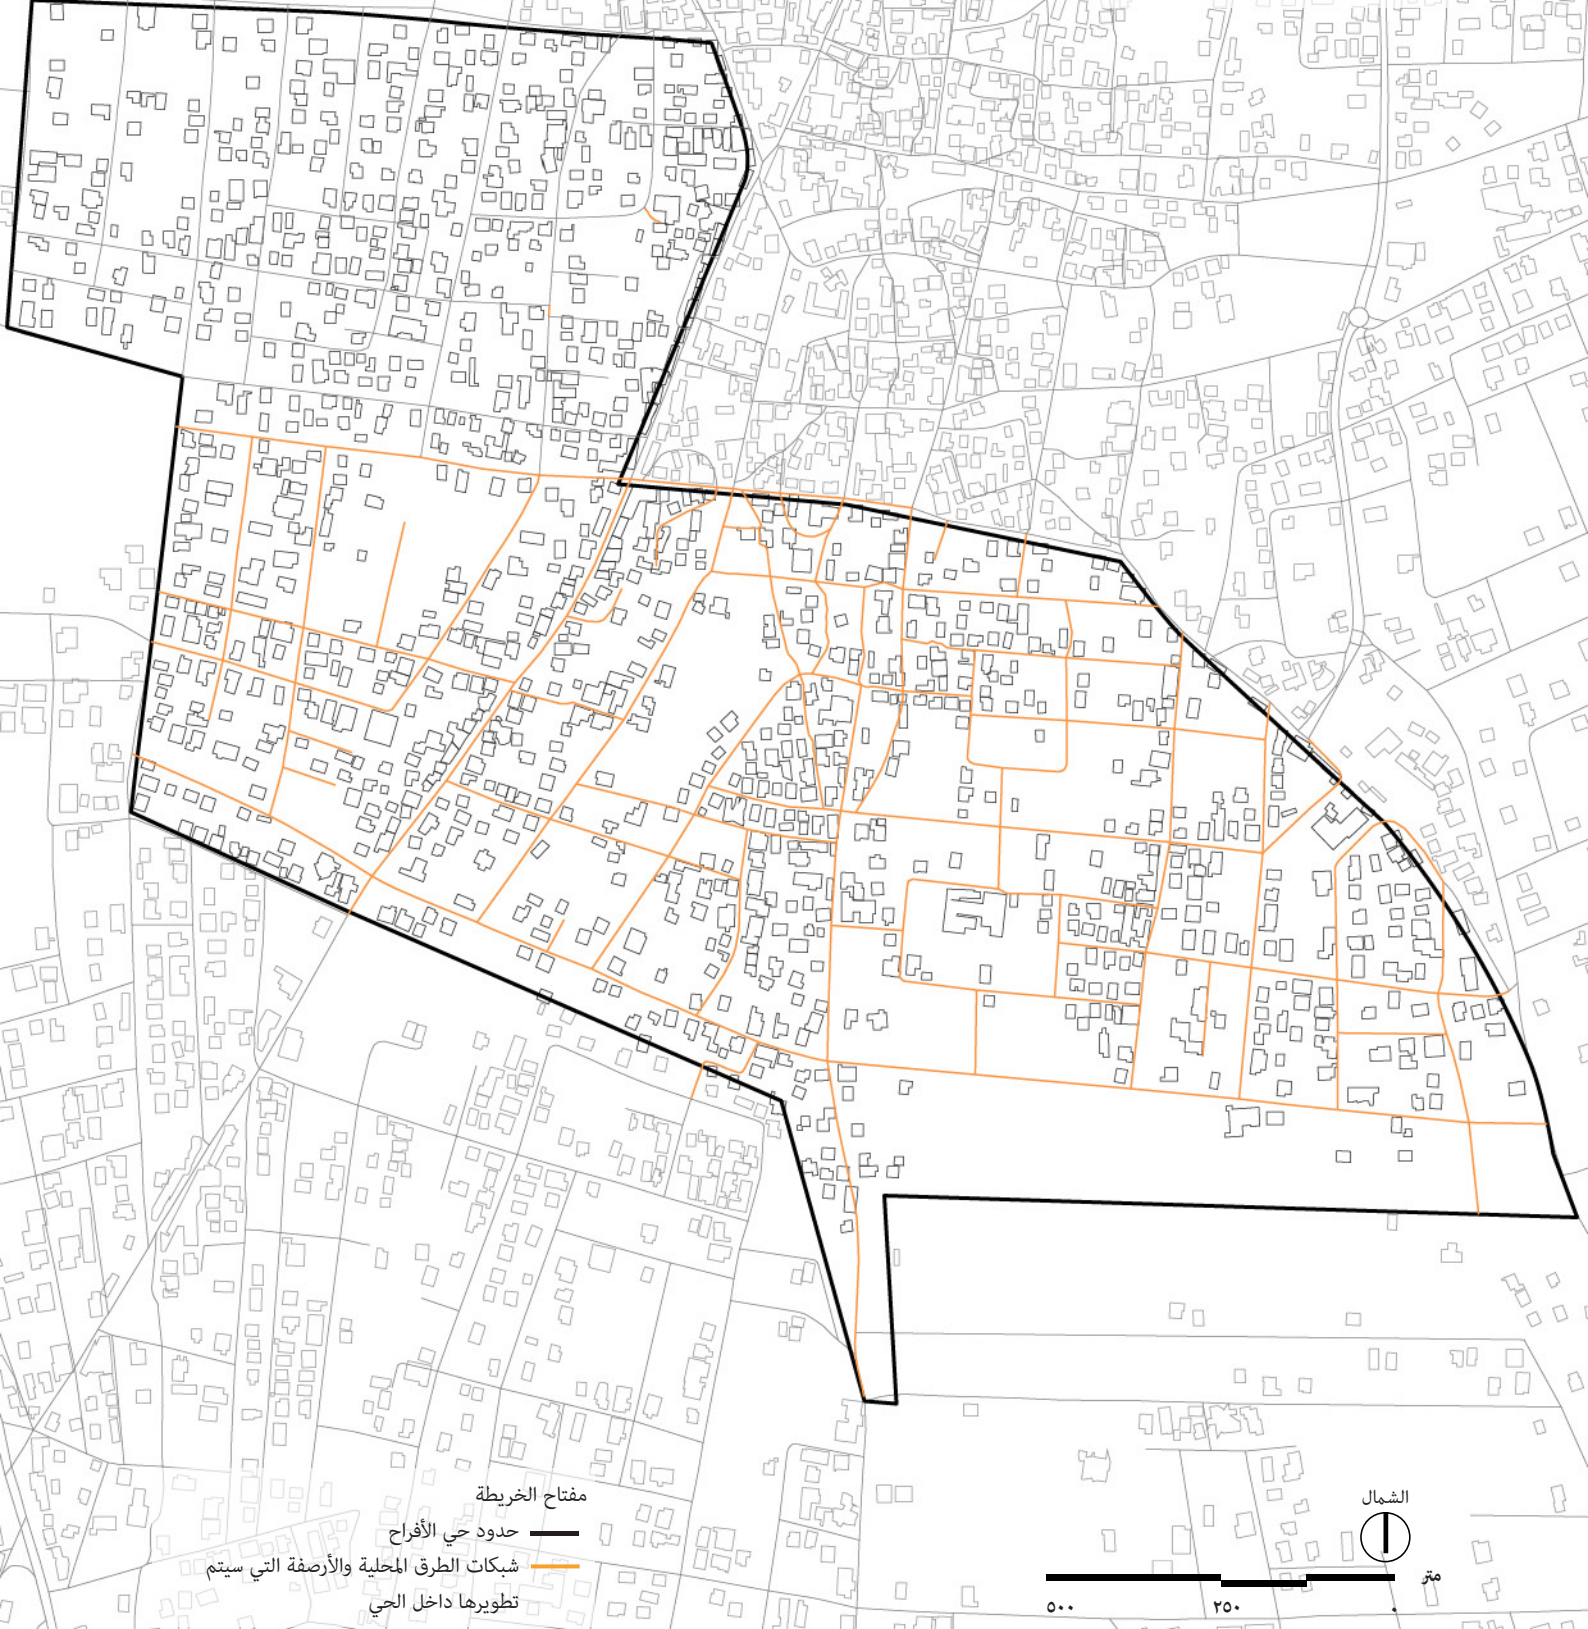 مفتاح الخريطة
حدود حي الأفراح
شبكات الطرق المحلية والأرصفة التي سيتم
تطويرها داخل الحي
الشمال
متر
٥٠٠ ٢٥٠ ٠